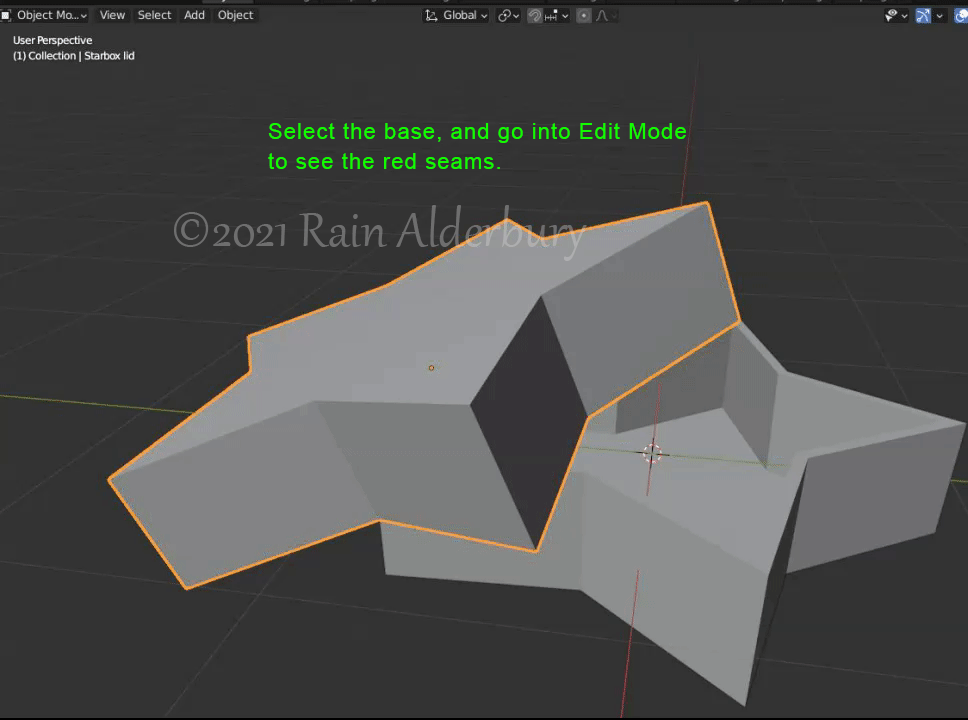 Object Mo... View Select Add Object Global
User Perspective
(1) Collection | Starbox lid
Select the base, and go into Edit Mode
to see the red seams.
©2021 Rain Alderbury